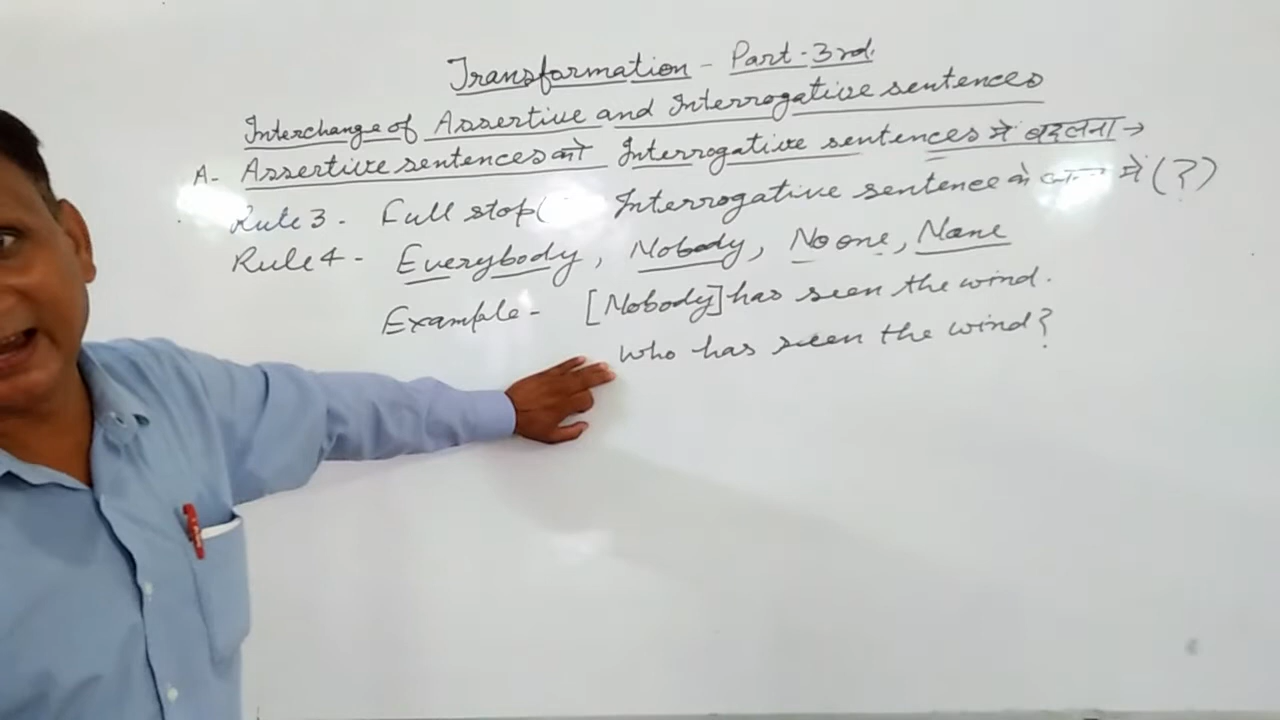 Transformation - Part-3rd.
Interchange of Assertive and Interrogative sentences
A- Assertive sentences को Interrogative sentences में बदलना →
Rule 3 - Full stop( Interrogative sentence के में (?)
Rule 4 - Everybody, Nobody, No one, None
Example - [Nobody] has seen the wind.
who has seen the wind?